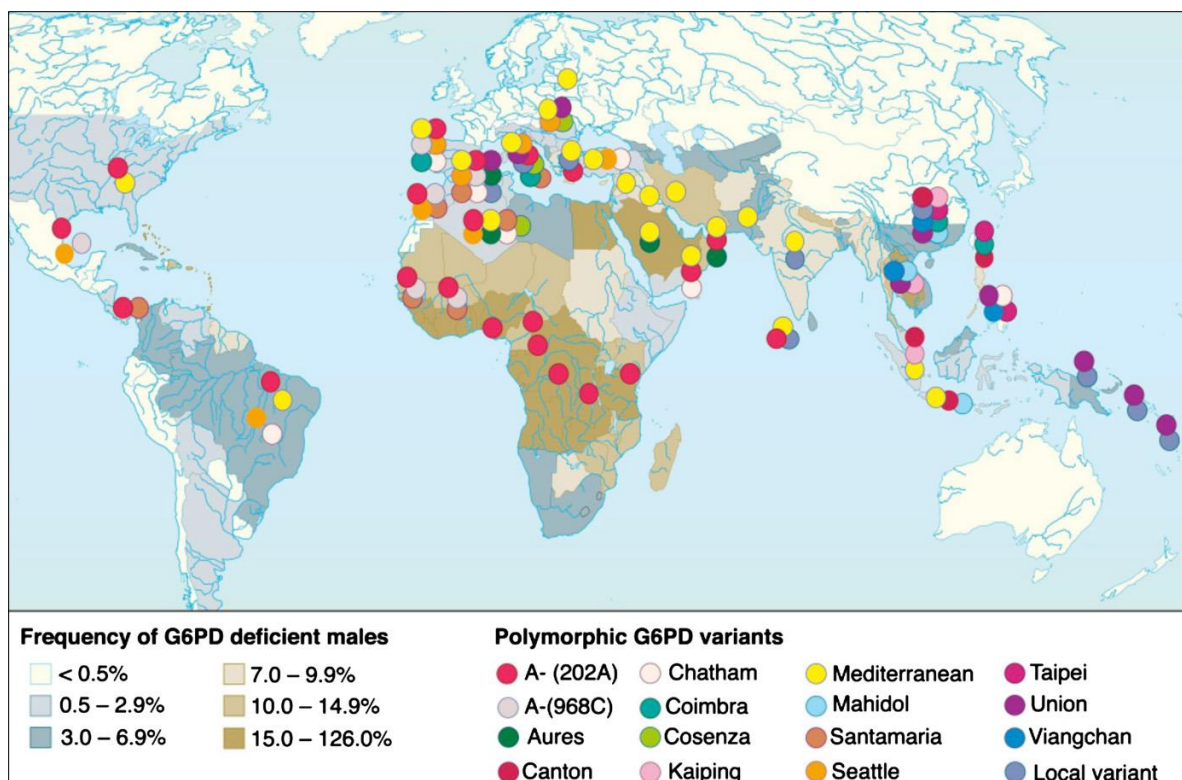 Frequency of G6PD deficient males
< 0.5%
0.5 – 2.9%
3.0 – 6.9%
7.0 – 9.9%
10.0 – 14.9%
15.0 – 126.0%
Polymorphic G6PD variants
A- (202A)
A-(968C)
Aures
Canton
Chatham
Coimbra
Cosenza
Kaiping
Mediterranean
Mahidol
Santamaria
Seattle
Taipei
Union
Viangchan
Local variant